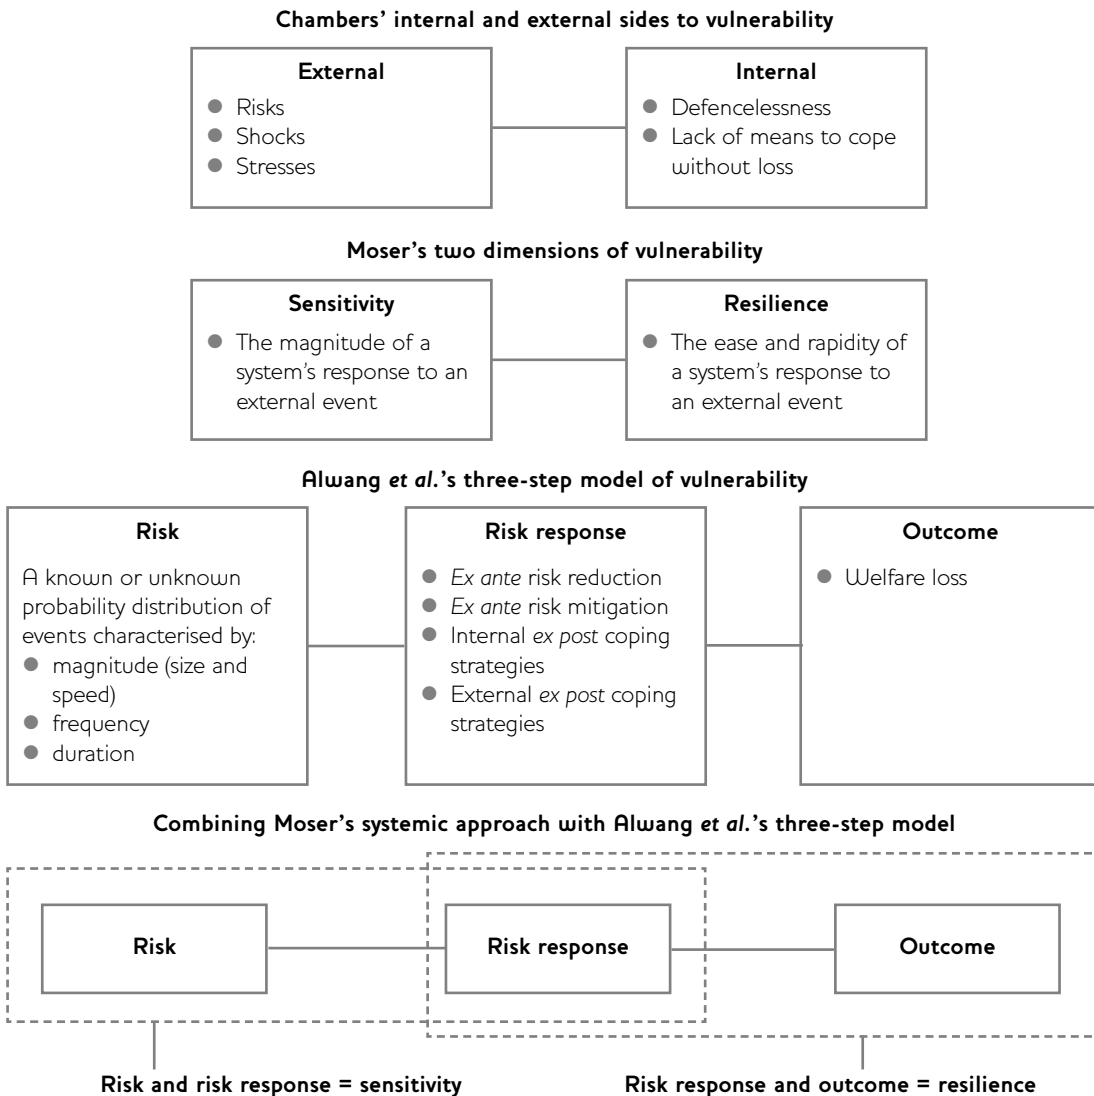 Chambers’ internal and external sides to vulnerability
External
● Risks
● Shocks
● Stresses
Internal
● Defencelessness
● Lack of means to cope
without loss
Moser’s two dimensions of vulnerability
Sensitivity
● The magnitude of a
system’s response to an
external event
Resilience
● The ease and rapidity of
a system’s response to
an external event
Alwang et al.’s three-step model of vulnerability
Risk
A known or unknown
probability distribution of
events characterised by:
● magnitude (size and
speed)
● frequency
● duration
Risk response
● Ex ante risk reduction
● Ex ante risk mitigation
● Internal ex post coping
strategies
● External ex post coping
strategies
Outcome
● Welfare loss
Combining Moser’s systemic approach with Alwang et al.’s three-step model
Risk
Risk response
Outcome
Risk and risk response = sensitivity
Risk response and outcome = resilience